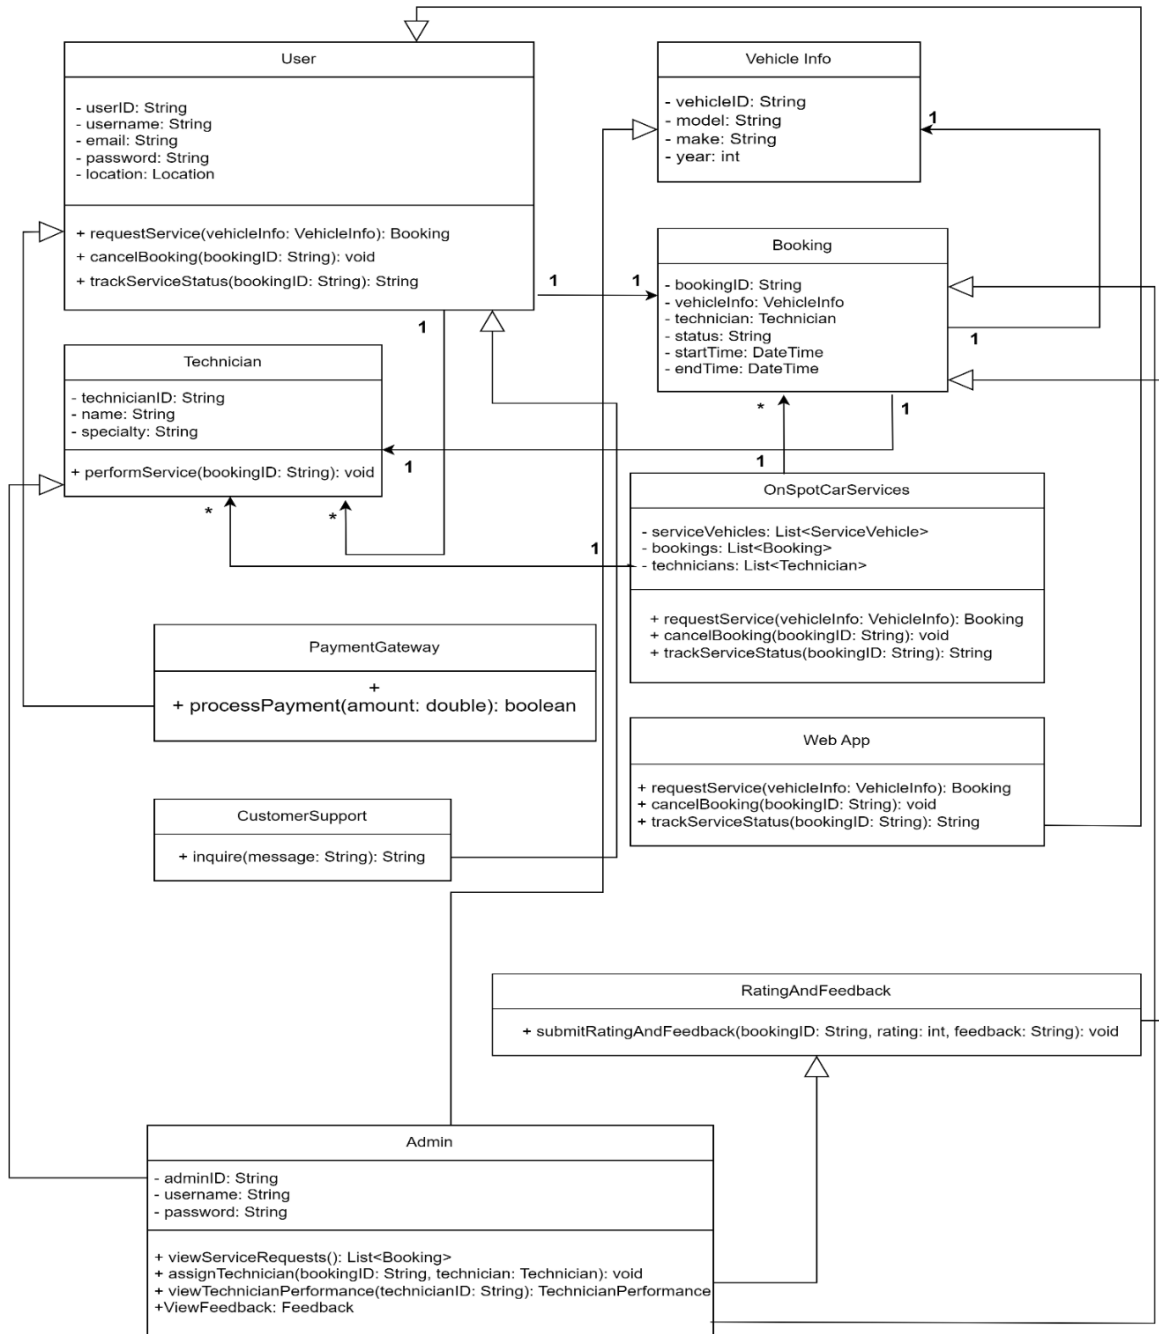 User
- userID: String
- username: String
- email: String
- password: String
- location: Location
+ requestService(vehicleInfo: VehicleInfo): Booking
+ cancelBooking(bookingID: String): void
+ trackServiceStatus(bookingID: String): String
Vehicle Info
- vehicleID: String
- model: String
- make: String
- year: int
1
Booking
- bookingID: String
- vehicleInfo: VehicleInfo
- technician: Technician
- status: String
- startTime: DateTime
- endTime: DateTime
1
1
1
1
Technician
- technicianID: String
- name: String
- specialty: String
+ performService(bookingID: String): void
*
1
1
1
*
*
1
OnSpotCarServices
- serviceVehicles: List<ServiceVehicle>
- bookings: List<Booking>
- technicians: List<Technician>
+ requestService(vehicleInfo: VehicleInfo): Booking
+ cancelBooking(bookingID: String): void
+ trackServiceStatus(bookingID: String): String
PaymentGateway
+
+ processPayment(amount: double): boolean
Web App
+ requestService(vehicleInfo: VehicleInfo): Booking
+ cancelBooking(bookingID: String): void
+ trackServiceStatus(bookingID: String): String
CustomerSupport
+ inquire(message: String): String
RatingAndFeedback
+ submitRatingAndFeedback(bookingID: String, rating: int, feedback: String): void
Admin
- adminID: String
- username: String
- password: String
+ viewServiceRequests(): List<Booking>
+ assignTechnician(bookingID: String, technician: Technician): void
+ viewTechnicianPerformance(technicianID: String): TechnicianPerformance
+ViewFeedback: Feedback